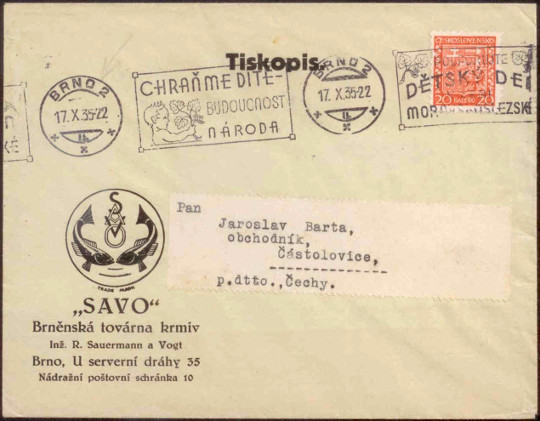 Tiskopis
ČESKOSLOVENSKO
20 HALÉŘŮ 20
BRNO 2
17. X. 35-22
CHRAŇME DÍTĚ-
BUDOUCNOST
NÁRODA
BRNO 2
17. X. 35-22
DĚTSKÝ DE
Pan
Jaroslav Barta,
obchodník,
Částolovice,
p.dtto.,Čechy.
TRADE MARK
„SAVO“
Brněnská továrna krmiv
Inž. R. Sauermann a Vogt
Brno, U serverní dráhy 35
Nádražní poštovní schránka 10